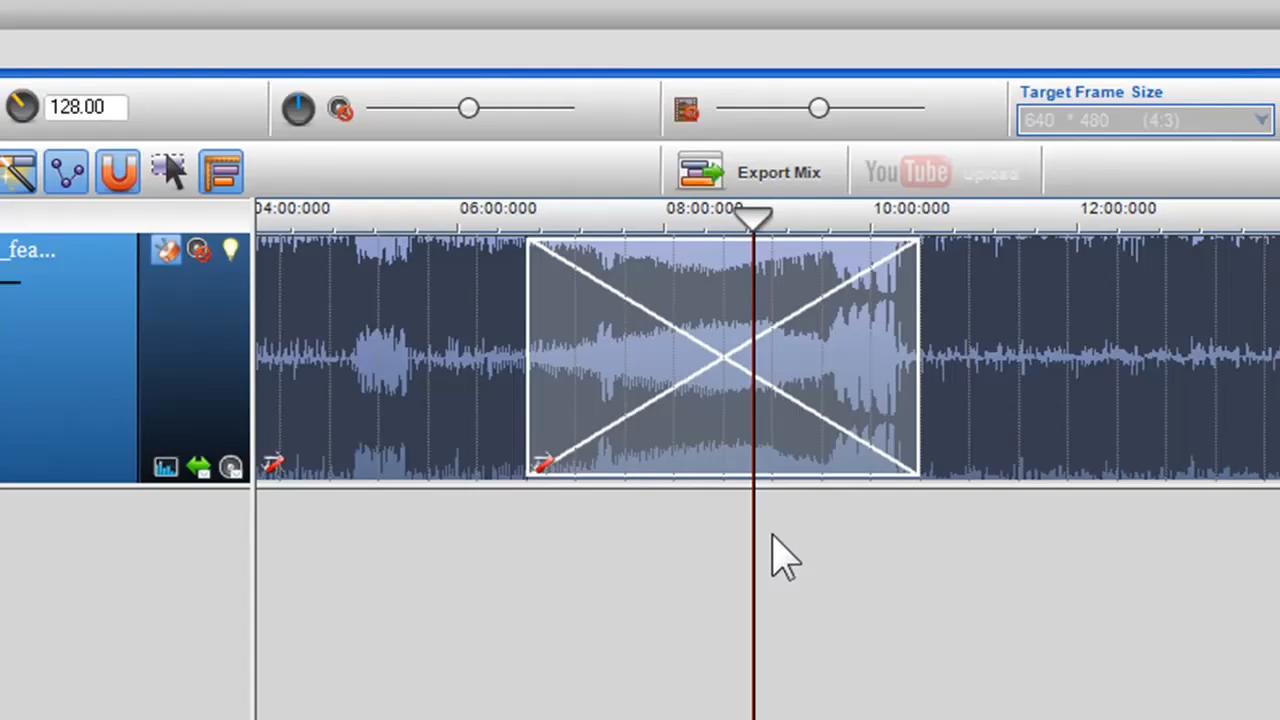 128.00
Target Frame Size
640 * 480 (4:3)
Export Mix
YouTube Upload
04:00:000 06:00:000 08:00:000 10:00:000 12:00:000
_fea...